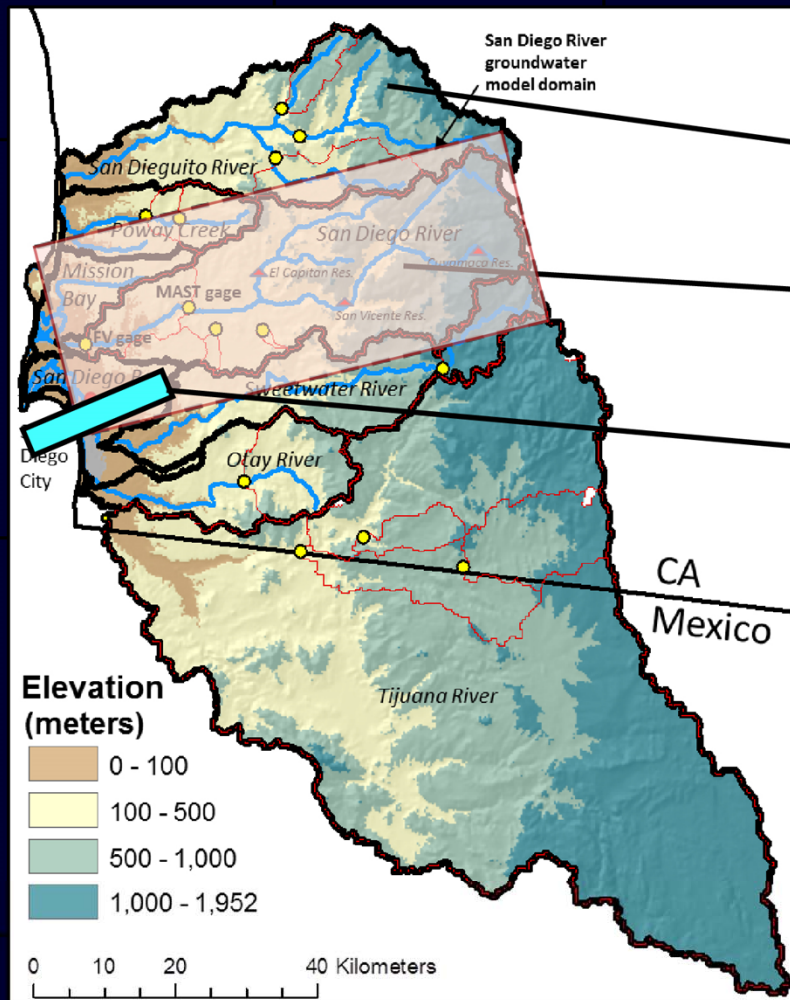 San Diego River
groundwater
model domain
San Dieguito River
Poway Creek
San Diego River
Mission
Bay
El Capitan Res.
Cuyamaca Res.
MAST gage
San Vicente Res.
FV gage
San Diego
Sweetwater River
Diego
City
Otay River
CA
Mexico
Tijuana River
Elevation
(meters)
0 - 100
100 - 500
500 - 1,000
1,000 - 1,952
0 10 20 40 Kilometers